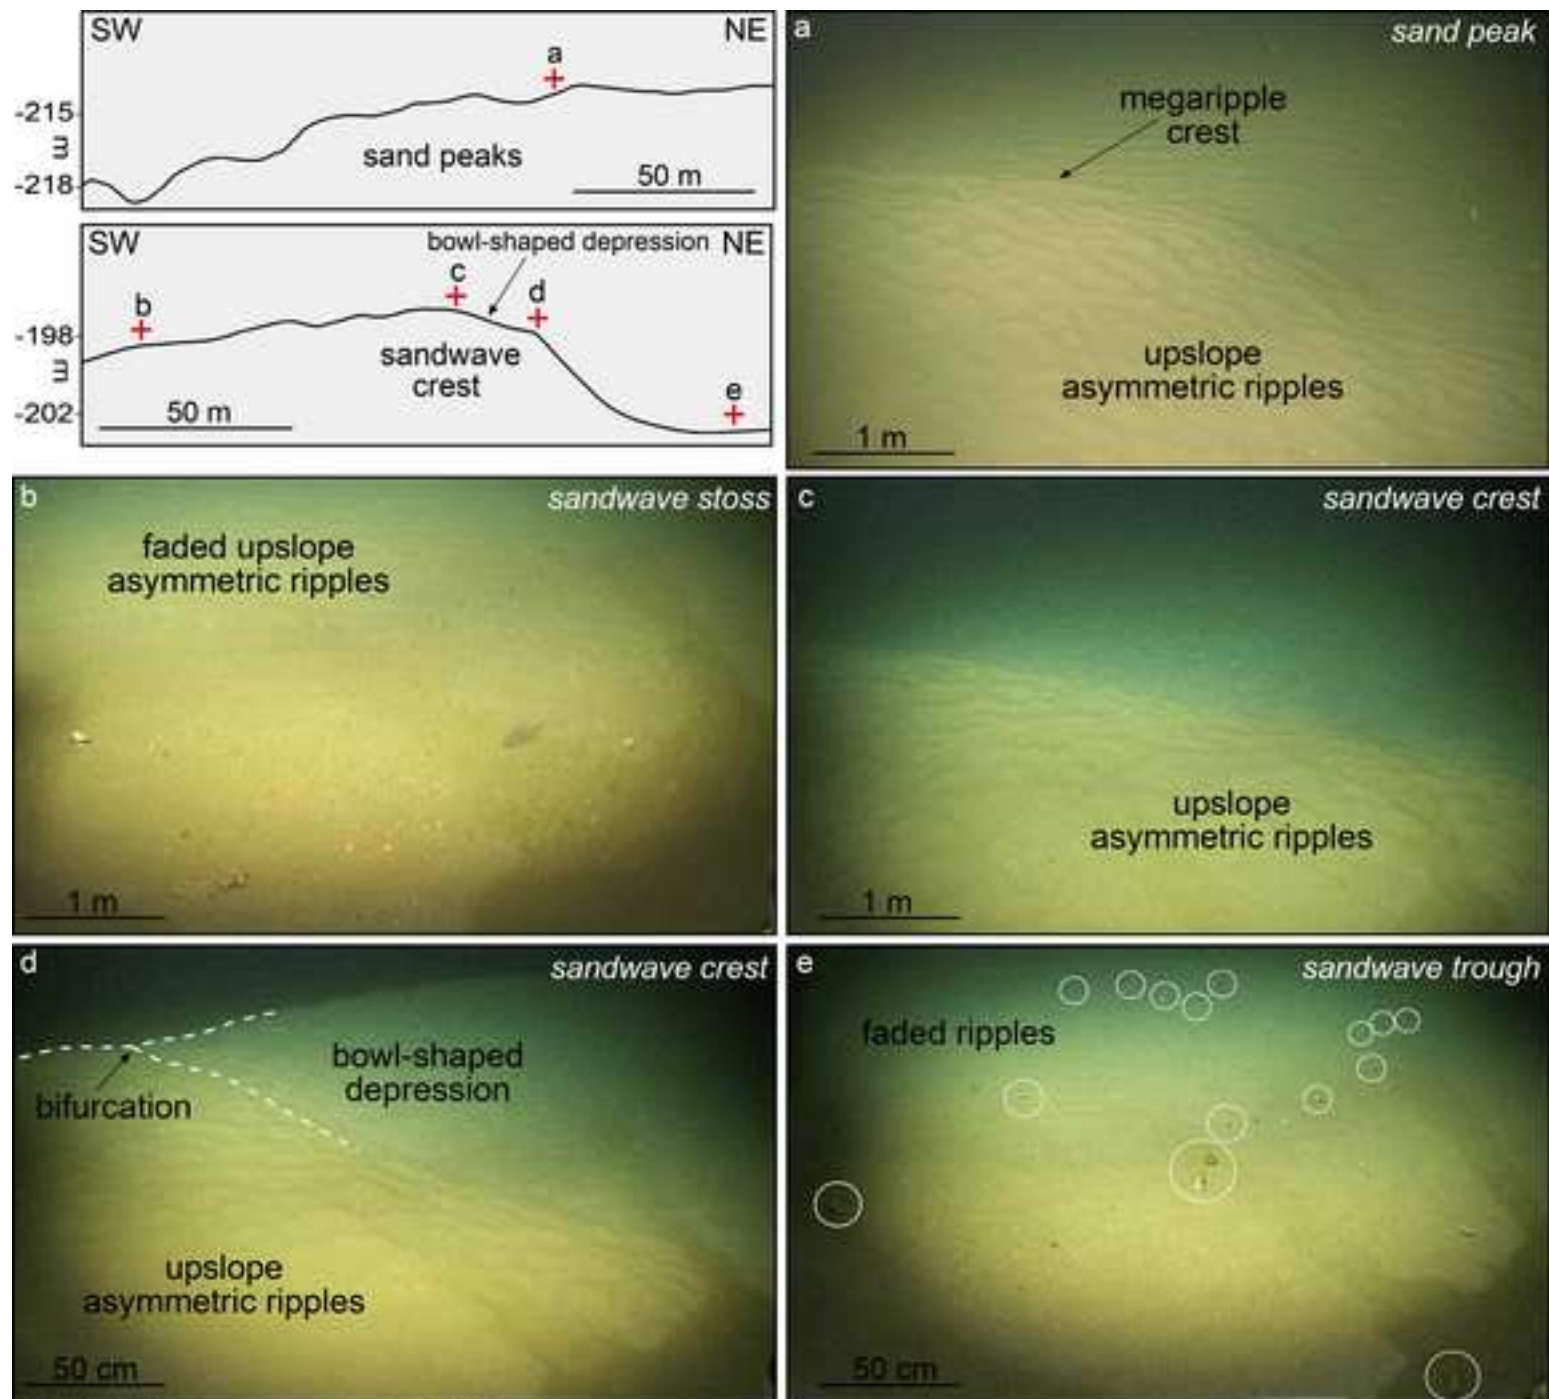 SW
NE
a
-215
m
-218
sand peaks
50 m
SW
NE
bowl-shaped depression
b
c
d
e
-198
m
-202
sandwave
crest
50 m
a
sand peak
megaripple
crest
upslope
asymmetric ripples
1 m
b
sandwave stoss
faded upslope
asymmetric ripples
1 m
c
sandwave crest
upslope
asymmetric ripples
1 m
d
sandwave crest
bowl-shaped
depression
bifurcation
upslope
asymmetric ripples
50 cm
e
sandwave trough
faded ripples
50 cm